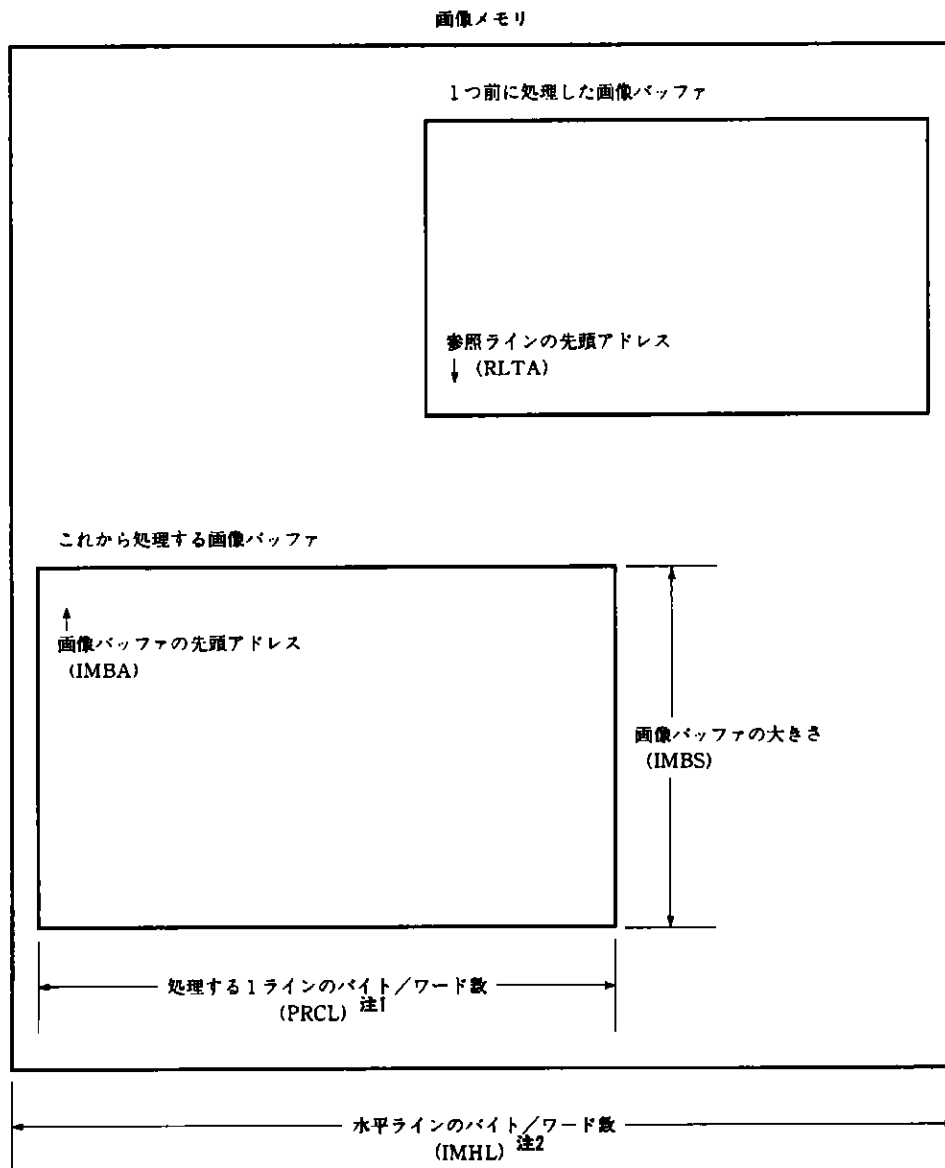 画像メモリ
1つ前に処理した画像バッファ
参照ラインの先頭アドレス
↓ (RLTA)
これから処理する画像バッファ
↑
画像バッファの先頭アドレス
(IMBA)
画像バッファの大きさ
(IMBS)
処理する1ラインのバイト/ワード数
(PRCL) 注1
水平ラインのバイト/ワード数
(IMHL) 注2